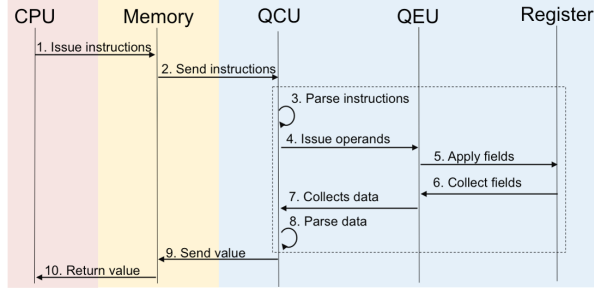 CPU
Memory
QCU
QEU
Register
1. Issue instructions
2. Send instructions
3. Parse instructions
4. Issue operands
5. Apply fields
6. Collect fields
7. Collects data
8. Parse data
9. Send value
10. Return value